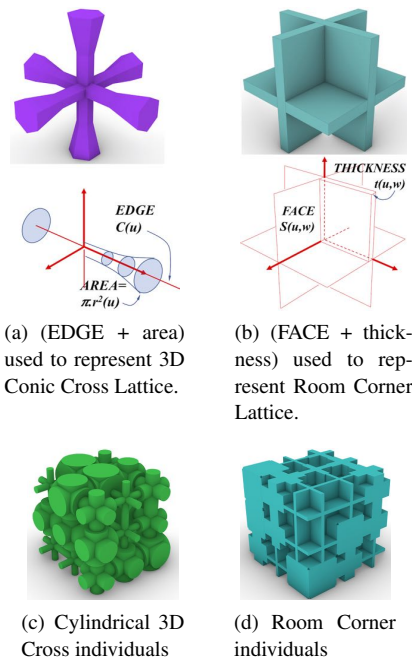 EDGE
C(u)
AREA=
π.r²(u)
THICKNESS
t(u,w)
FACE
S(u,w)
(a) (EDGE + area)
used to represent 3D
Conic Cross Lattice.
(b) (FACE + thick-
ness) used to rep-
resent Room Corner
Lattice.
(c) Cylindrical 3D
Cross individuals
(d) Room Corner
individuals